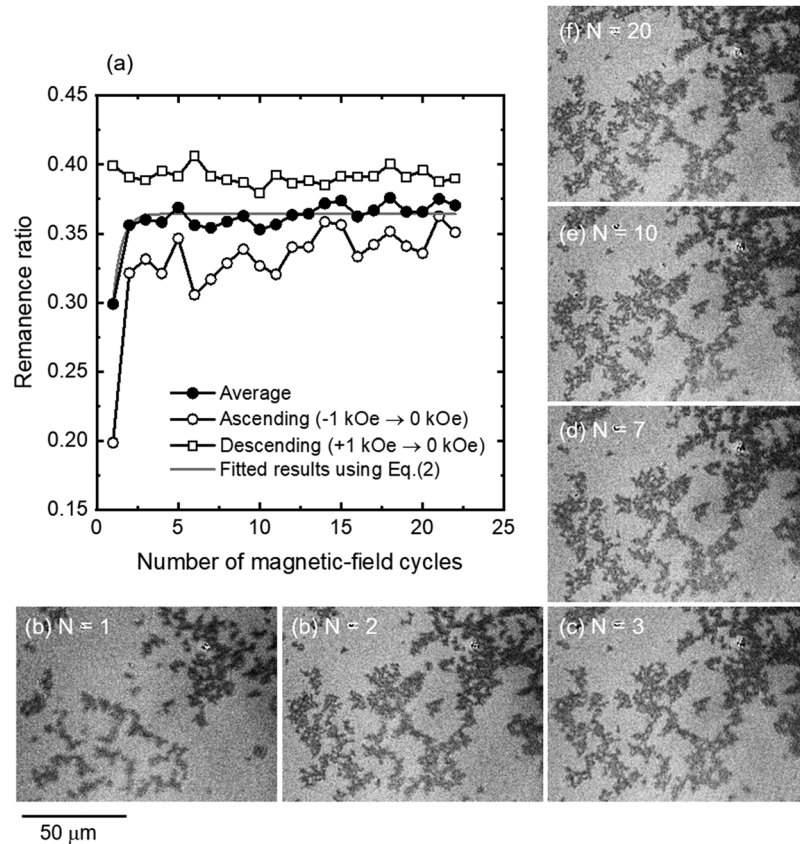 (a)
0.45
0.40
0.35
0.30
0.25
0.20
0.15
Remanence ratio
Average
Ascending (-1 kOe → 0 kOe)
Descending (+1 kOe → 0 kOe)
Fitted results using Eq.(2)
0 5 10 15 20 25
Number of magnetic-field cycles
(f) N = 20
(e) N = 10
(d) N = 7
(b) N = 1
(b) N = 2
(c) N = 3
50 μm